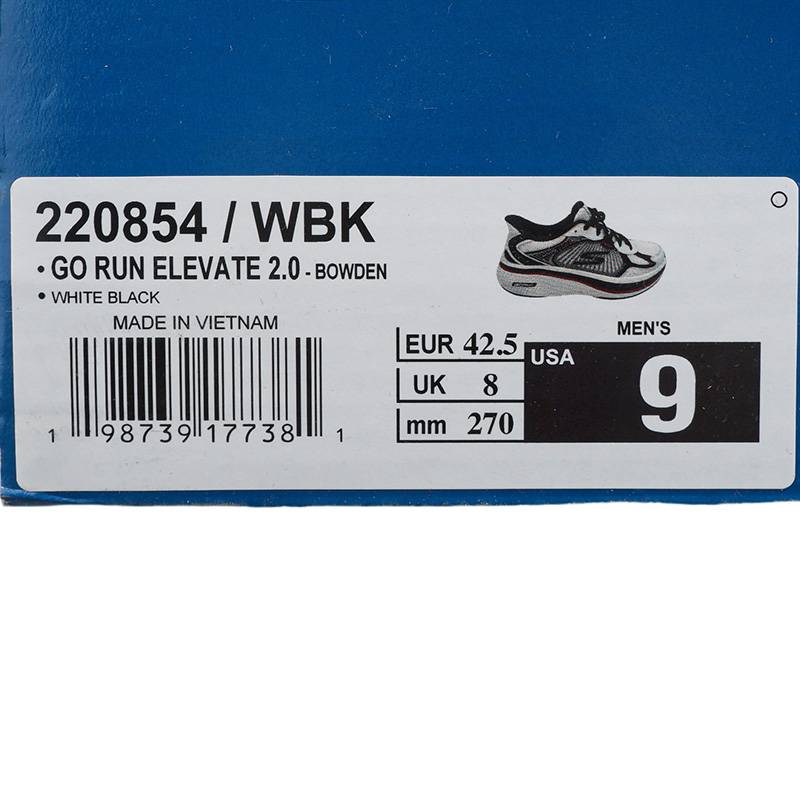 220854 / WBK
• GO RUN ELEVATE 2.0 - BOWDEN
• WHITE BLACK
MADE IN VIETNAM
1 98739 17738 1
EUR 42.5
UK 8
mm 270
MEN'S
USA 9